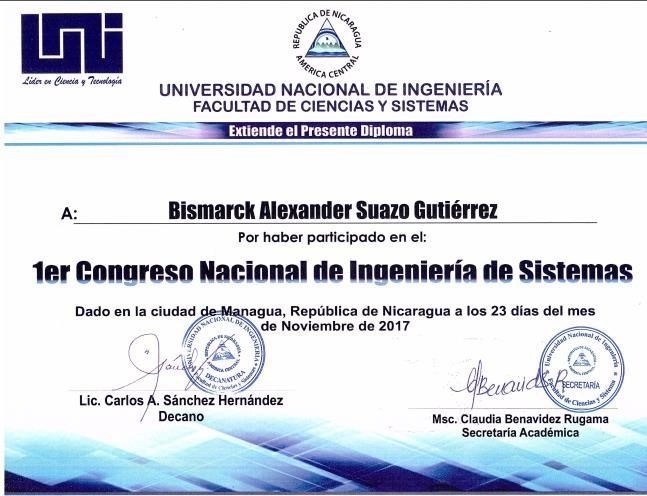 UNI
Líder en Ciencia y Tecnología
REPÚBLICA DE NICARAGUA
AMÉRICA CENTRAL
UNIVERSIDAD NACIONAL DE INGENIERÍA
FACULTAD DE CIENCIAS Y SISTEMAS
Extiende el Presente Diploma
A: Bismarck Alexander Suazo Gutiérrez
Por haber participado en el:
1er Congreso Nacional de Ingeniería de Sistemas
Dado en la ciudad de Managua, República de Nicaragua a los 23 días del mes
de Noviembre de 2017
UNIVERSIDAD NACIONAL DE INGENIERÍA
DECANATURA
Facultad de Ciencias y Sistemas
Lic. Carlos A. Sánchez Hernández
Decano
Universidad Nacional de Ingeniería
SECRETARÍA
Facultad de Ciencias y Sistemas
Msc. Claudia Benavidez Rugama
Secretaría Académica